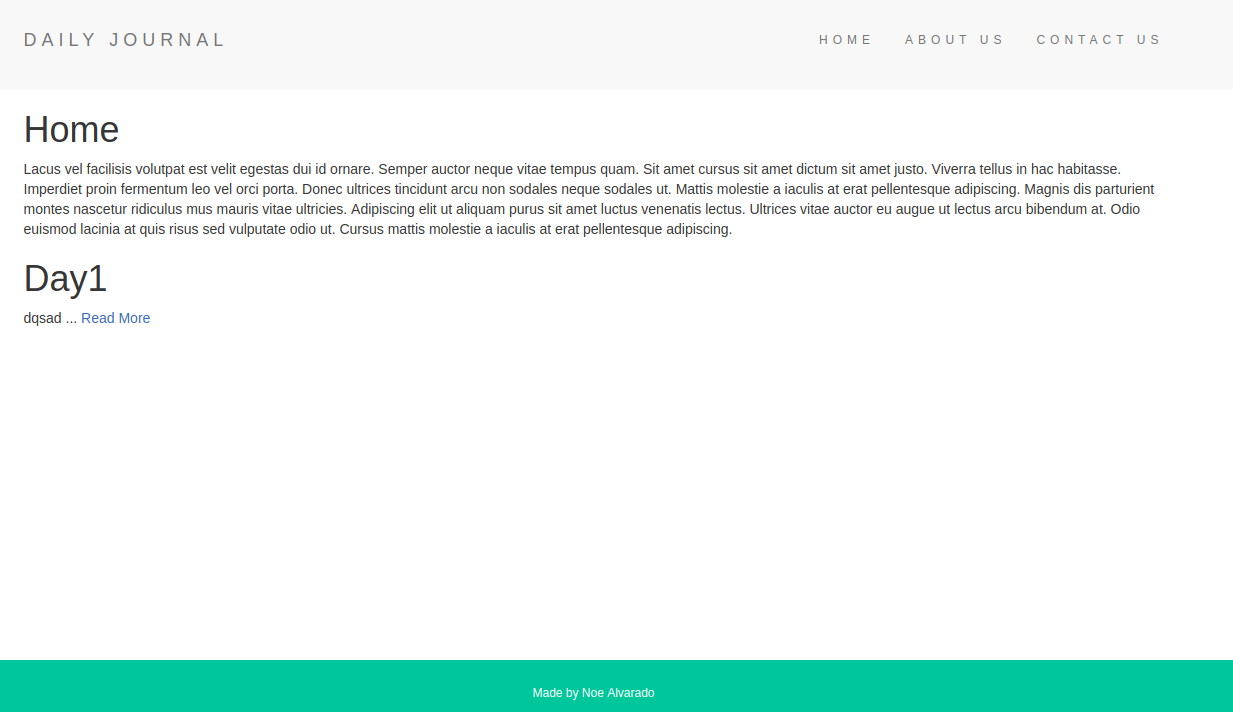 DAILY JOURNAL
HOME ABOUT US CONTACT US
Home
Lacus vel facilisis volutpat est velit egestas dui id ornare. Semper auctor neque vitae tempus quam. Sit amet cursus sit amet dictum sit amet justo. Viverra tellus in hac habitasse.
Imperdiet proin fermentum leo vel orci porta. Donec ultrices tincidunt arcu non sodales neque sodales ut. Mattis molestie a iaculis at erat pellentesque adipiscing. Magnis dis parturient
montes nascetur ridiculus mus mauris vitae ultricies. Adipiscing elit ut aliquam purus sit amet luctus venenatis lectus. Ultrices vitae auctor eu augue ut lectus arcu bibendum at. Odio
euismod lacinia at quis risus sed vulputate odio ut. Cursus mattis molestie a iaculis at erat pellentesque adipiscing.
Day1
dqsad ... Read More
Made by Noe Alvarado